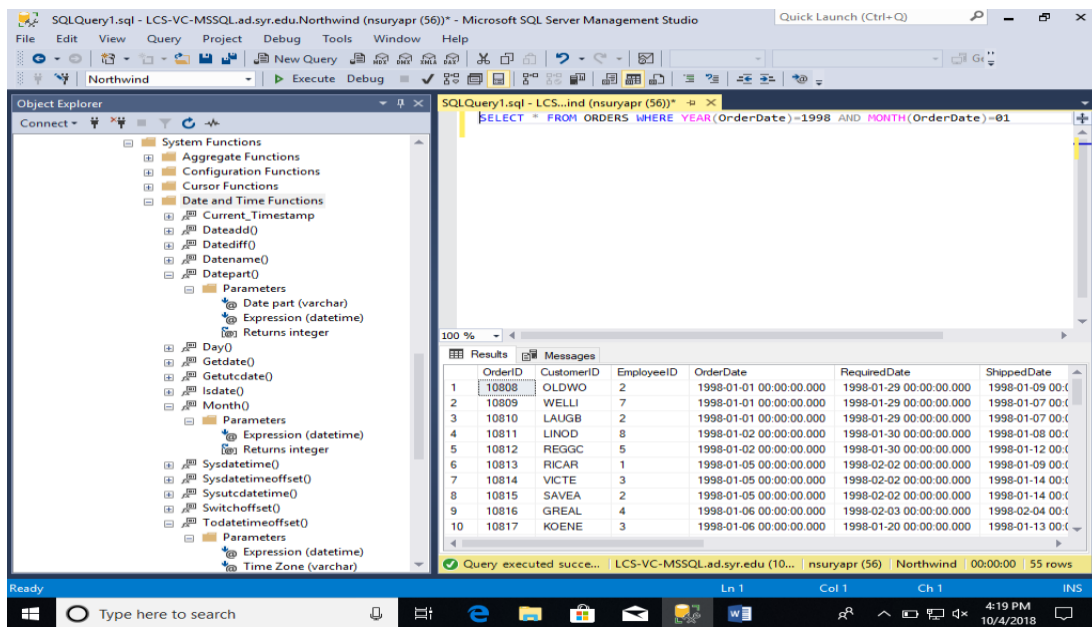 SQLQuery1.sql - LCS-VC-MSSQL.ad.syr.edu.Northwind (nsuryapr (56))* - Microsoft SQL Server Management Studio
Quick Launch (Ctrl+Q)
File Edit View Query Project Debug Tools Window Help
New Query
Northwind Execute Debug
Object Explorer
Connect
System Functions
Aggregate Functions
Configuration Functions
Cursor Functions
Date and Time Functions
Current_Timestamp
Dateadd()
Datediff()
Datename()
Datepart()
Parameters
Date part (varchar)
Expression (datetime)
Returns integer
Day()
Getdate()
Getutcdate()
Isdate()
Month()
Parameters
Expression (datetime)
Returns integer
Sysdatetime()
Sysdatetimeoffset()
Sysutcdatetime()
Switchoffset()
Todatetimeoffset()
Parameters
Expression (datetime)
Time Zone (varchar)
SQLQuery1.sql - LCS...ind (nsuryapr (56))*
SELECT * FROM ORDERS WHERE YEAR(OrderDate)=1998 AND MONTH(OrderDate)=01
100 %
Results Messages
OrderID CustomerID EmployeeID OrderDate RequiredDate ShippedDate
1 10808 OLDWO 2 1998-01-01 00:00:00.000 1998-01-29 00:00:00.000 1998-01-09 00:(
2 10809 WELLI 7 1998-01-01 00:00:00.000 1998-01-29 00:00:00.000 1998-01-07 00:(
3 10810 LAUGB 2 1998-01-01 00:00:00.000 1998-01-29 00:00:00.000 1998-01-07 00:(
4 10811 LINOD 8 1998-01-02 00:00:00.000 1998-01-30 00:00:00.000 1998-01-08 00:(
5 10812 REGGC 5 1998-01-02 00:00:00.000 1998-01-30 00:00:00.000 1998-01-12 00:(
6 10813 RICAR 1 1998-01-05 00:00:00.000 1998-02-02 00:00:00.000 1998-01-09 00:(
7 10814 VICTE 3 1998-01-05 00:00:00.000 1998-02-02 00:00:00.000 1998-01-14 00:(
8 10815 SAVEA 2 1998-01-05 00:00:00.000 1998-02-02 00:00:00.000 1998-01-14 00:(
9 10816 GREAL 4 1998-01-06 00:00:00.000 1998-02-03 00:00:00.000 1998-02-04 00:(
10 10817 KOENE 3 1998-01-06 00:00:00.000 1998-01-20 00:00:00.000 1998-01-13 00:(
Query executed succe... LCS-VC-MSSQL.ad.syr.edu (10... nsuryapr (56) Northwind 00:00:00 55 rows
Ready Ln 1 Col 1 Ch 1 INS
Type here to search
4:19 PM
10/4/2018